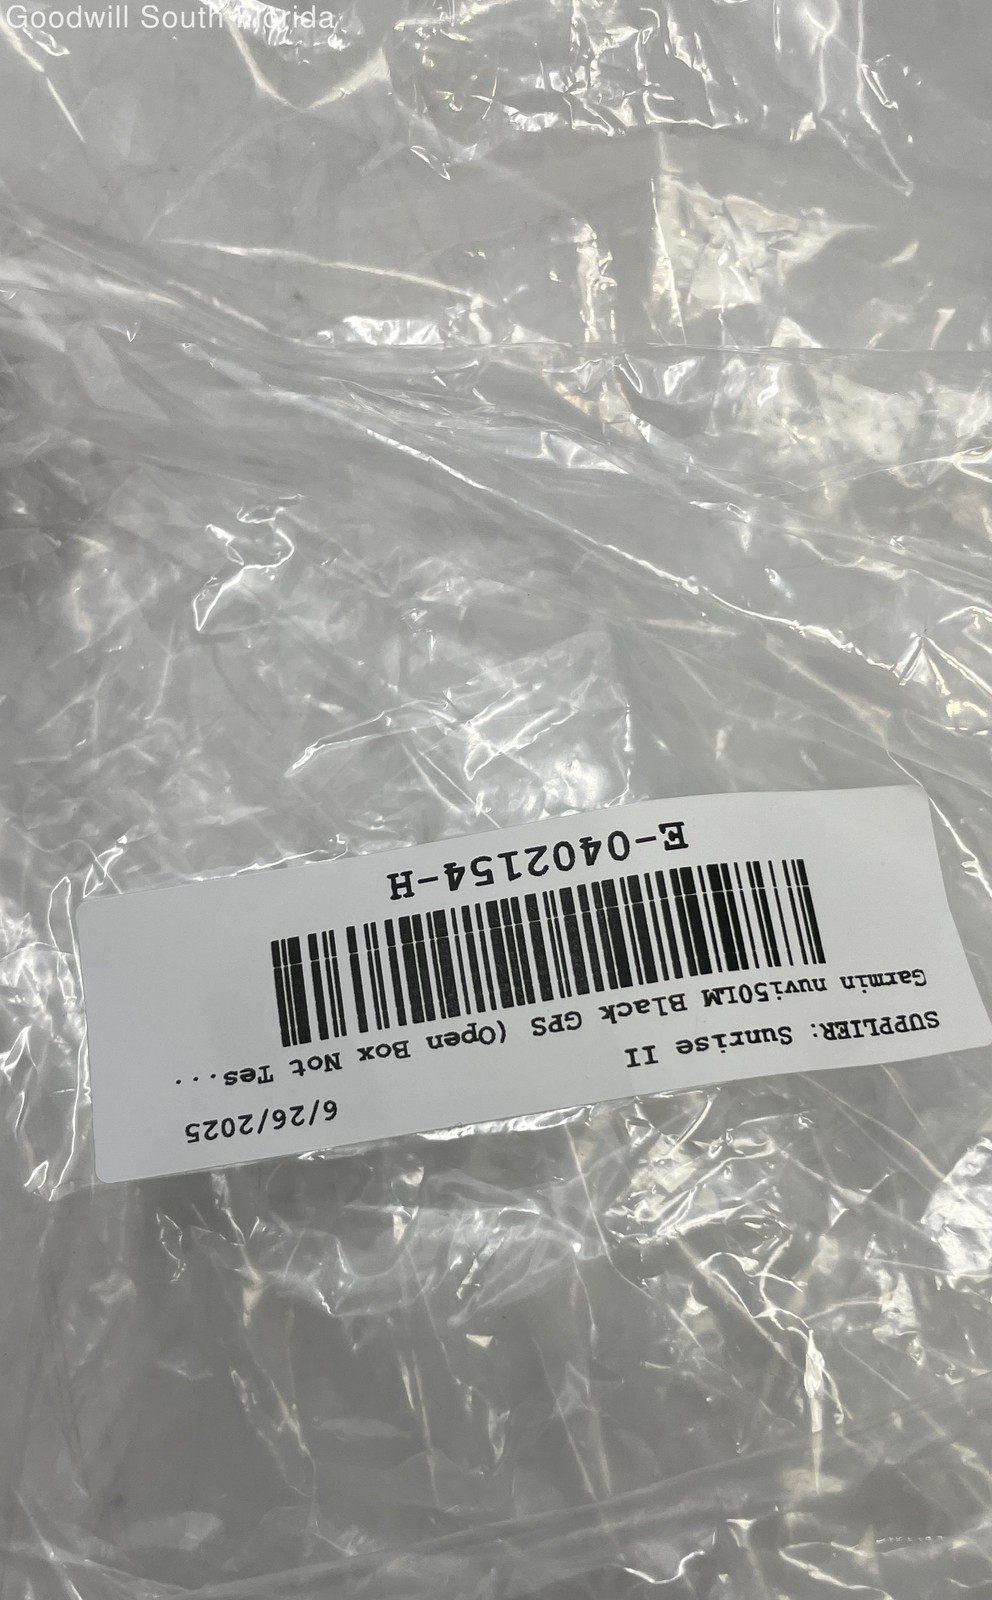 Goodwill South Florida
6/26/2025
SUPPLIER: Sunrise II
Garmin nuvi50LM Black GPS (Open Box Not Tes...
E-0402154-H